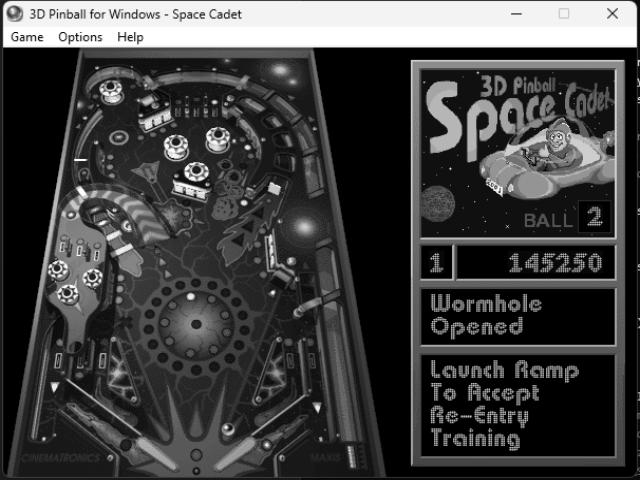 3D Pinball for Windows - Space Cadet
Game Options Help
3D Pinball
Space Cadet
BALL 2
1 145250
Wormhole
Opened
Launch Ramp
To Accept
Re-Entry
Training
CINEMATRONICS
MAXIS